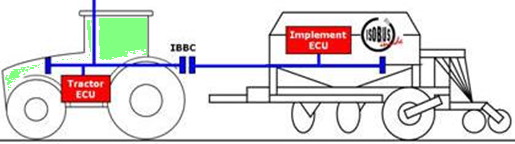 IBBC
Implement
ECU
ISOBUS
Tractor
ECU